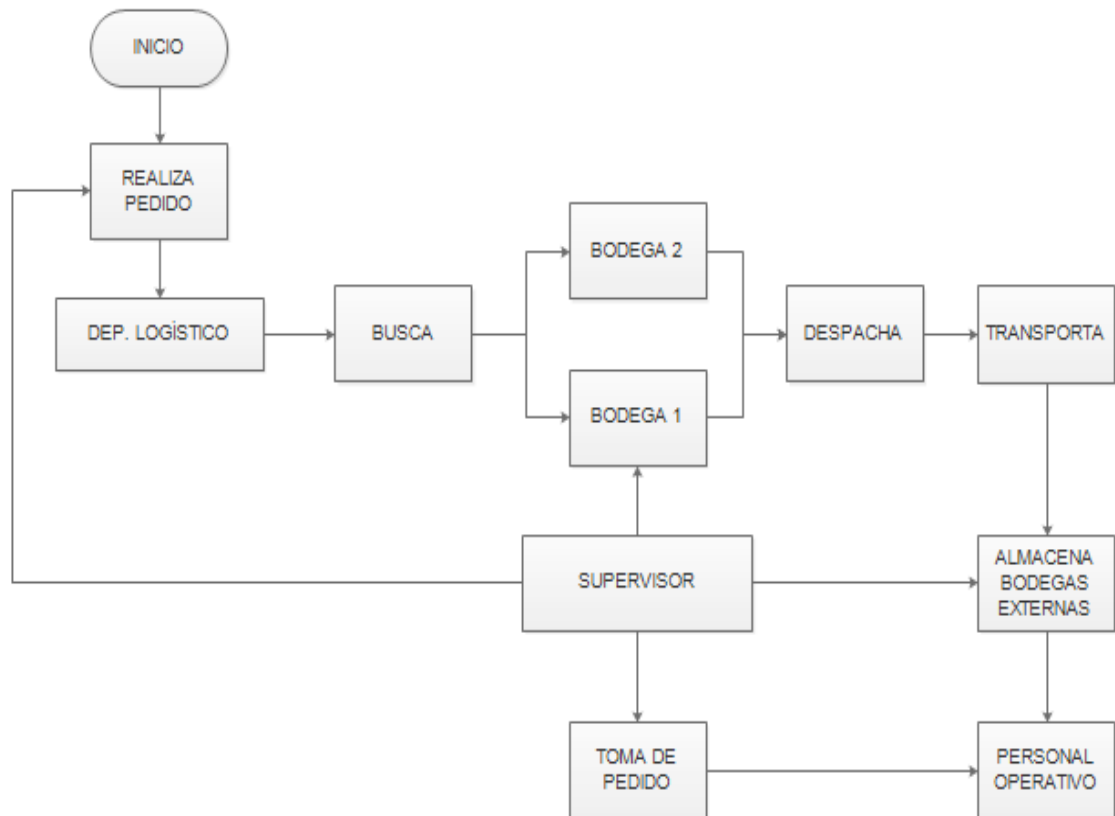 INICIO
REALIZA
PEDIDO
BODEGA 2
DEP. LOGÍSTICO
BUSCA
DESPACHA
TRANSPORTA
BODEGA 1
SUPERVISOR
ALMACENA
BODEGAS
EXTERNAS
TOMA DE
PEDIDO
PERSONAL
OPERATIVO